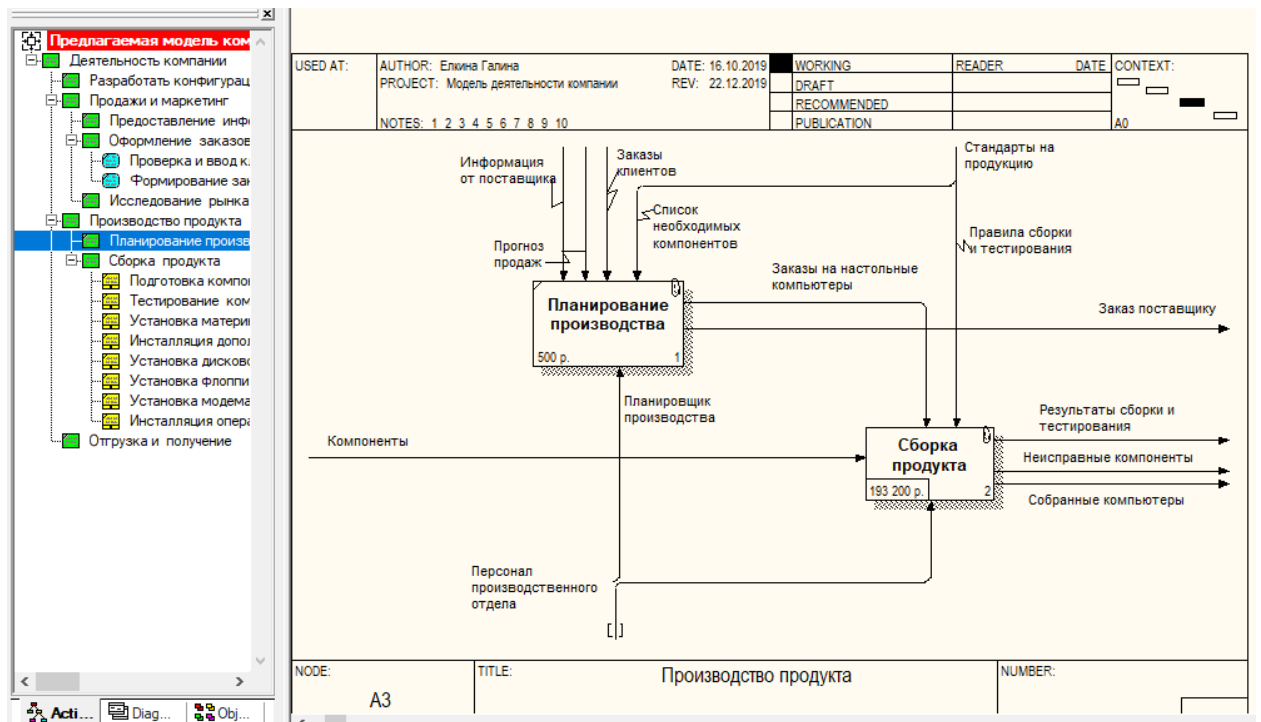 Предлагаемая модель ком
Деятельность компании
Разработать конфигурац
Продажи и маркетинг
Предоставление инф
Оформление заказов
Проверка и ввод к
Формирование зак
Исследование рынка
Производство продукта
Планирование произв
Сборка продукта
Подготовка компо
Тестирование ком
Установка матери
Инсталляция допо
Установка дисков
Установка флоппи
Установка модема
Инсталляция опера
Отгрузка и получение
Acti...
Diag...
Obj...
USED AT:
AUTHOR: Елкина Галина
DATE: 16.10.2019
PROJECT: Модель деятельности компании
REV: 22.12.2019
NOTES: 1 2 3 4 5 6 7 8 9 10
WORKING
DRAFT
RECOMMENDED
PUBLICATION
READER
DATE
CONTEXT:
A0
Информация
от поставщика
Заказы
клиентов
Стандарты на
продукцию
Список
необходимых
компонентов
Прогноз
продаж
Правила сборки
и тестирования
Заказы на настольные
компьютеры
Планирование
производства
500 р.
1
Заказ поставщику
Планировщик
производства
Компоненты
Сборка
продукта
193 200 р.
2
Результаты сборки и
тестирования
Неисправные компоненты
Собранные компьютеры
Персонал
производственного
отдела
NODE:
A3
TITLE:
Производство продукта
NUMBER: